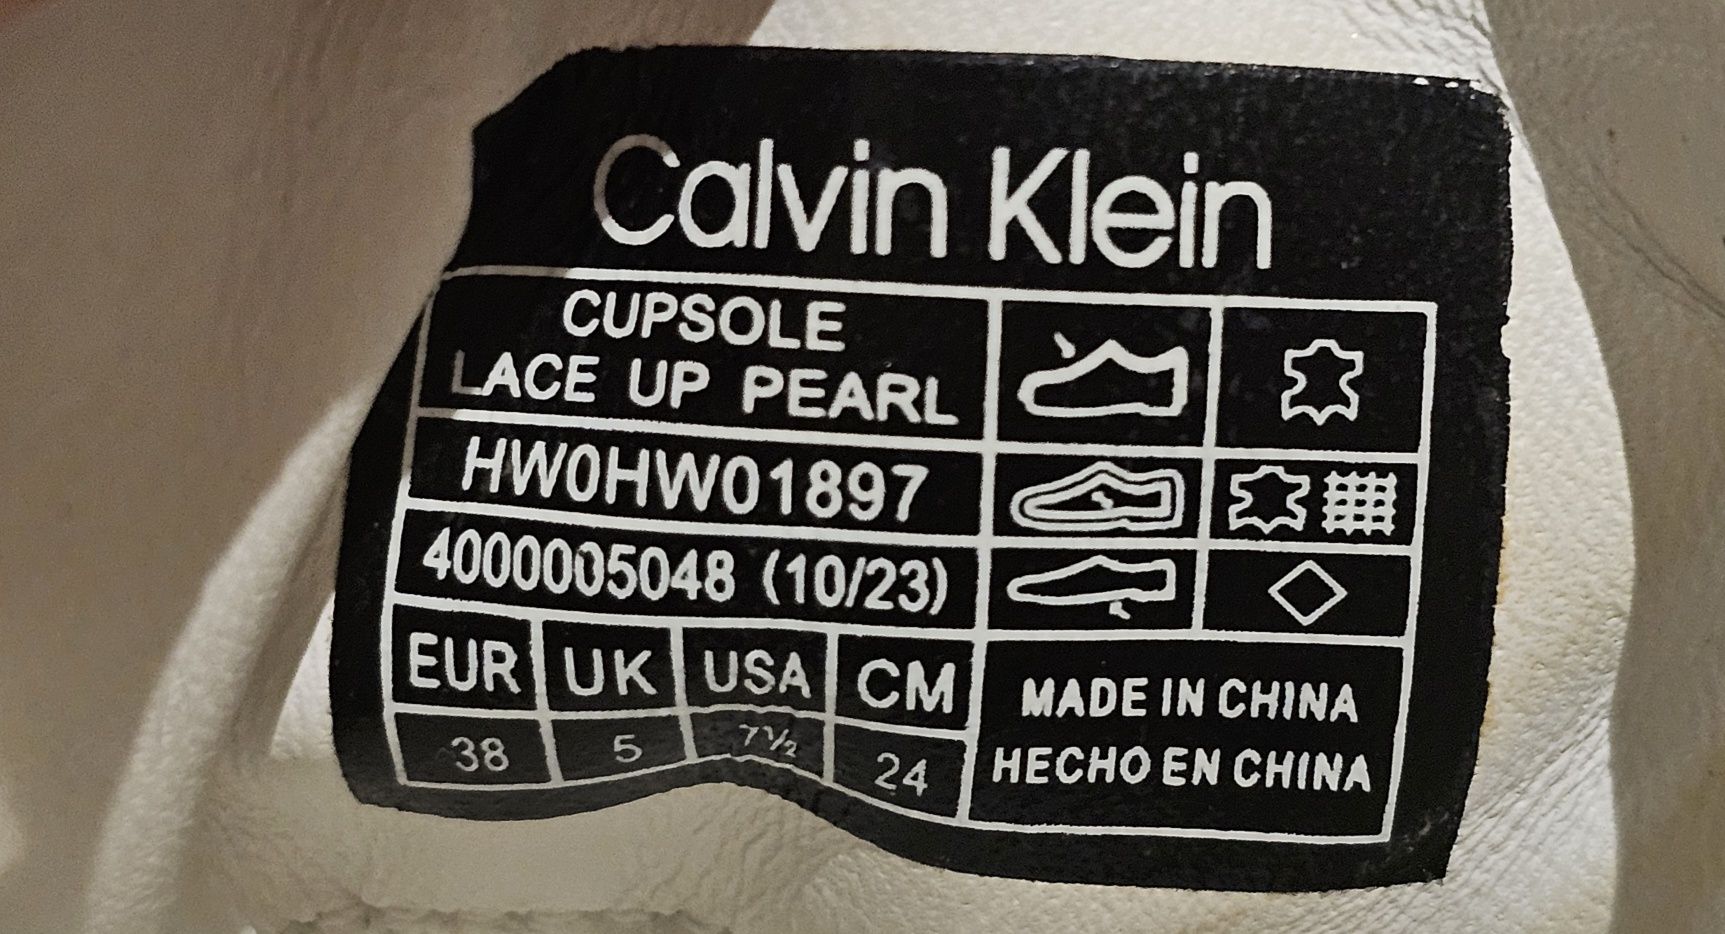 Calvin Klein
CUPSOLE
LACE UP PEARL
HW0HW01897
4000005048 (10/23)
EUR UK USA CM
38 5 7½ 24
MADE IN CHINA
HECHO EN CHINA